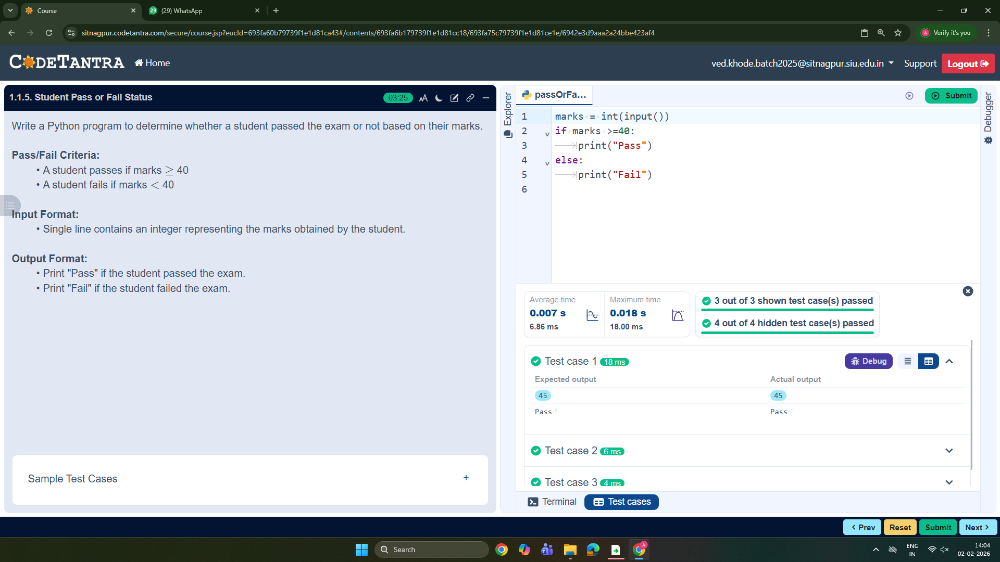 Course
29
(29) WhatsApp
sitnagpur.codetantra.com/secure/course.jsp?eucId=693fa60b79739f1e1d81ca43#/contents/693fa6b179739f1e1d81cc18/693fa75c79739f1e1d81ce1e/6942e3d9aaa2a24bbe423af4
A
Verify it's you
CODETANTRA
Home
ved.khode.batch2025@sitnagpur.siu.edu.in
Support
Logout
1.1.5. Student Pass or Fail Status
03:25
Write a Python program to determine whether a student passed the exam or not based on their marks.
Pass/Fail Criteria:
• A student passes if marks ≥ 40
• A student fails if marks < 40
Input Format:
• Single line contains an integer representing the marks obtained by the student.
Output Format:
• Print "Pass" if the student passed the exam.
• Print "Fail" if the student failed the exam.
Sample Test Cases
+
Explorer
passOrFa...
Submit
Debugger
1 marks = int(input())
2 if marks >=40:
3 print("Pass")
4 else:
5 print("Fail")
6
Average time
0.007 s
6.86 ms
Maximum time
0.018 s
18.00 ms
3 out of 3 shown test case(s) passed
4 out of 4 hidden test case(s) passed
Test case 1 18 ms
Debug
Expected output Actual output
45 45
Pass Pass
Test case 2 6 ms
Test case 3 4 ms
Terminal
Test cases
< Prev
Reset
Submit
Next >
Search
A
ENG
IN
14:04
02-02-2026